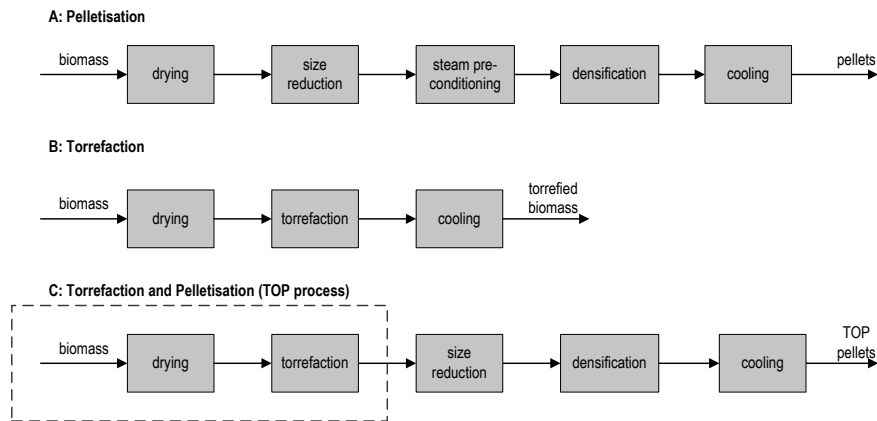 A: Pelletisation
biomass
drying
size
reduction
steam pre-
conditioning
densification
cooling
pellets
B: Torrefaction
biomass
drying
torrefaction
cooling
torrefied
biomass
C: Torrefaction and Pelletisation (TOP process)
biomass
drying
torrefaction
size
reduction
densification
cooling
TOP
pellets